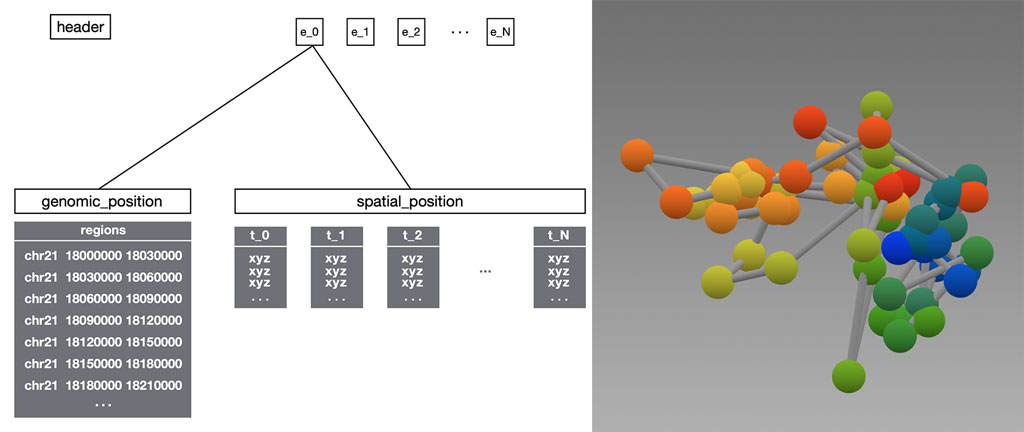 header
e_0 e_1 e_2 ... e_N
genomic_position
spatial_position
regions
chr21 18000000 18030000
chr21 18030000 18060000
chr21 18060000 18090000
chr21 18090000 18120000
chr21 18120000 18150000
chr21 18150000 18180000
chr21 18180000 18210000
...
t_0 t_1 t_2 t_N
xyz xyz xyz xyz
xyz xyz xyz ... xyz
xyz xyz xyz xyz
... ... ... ...